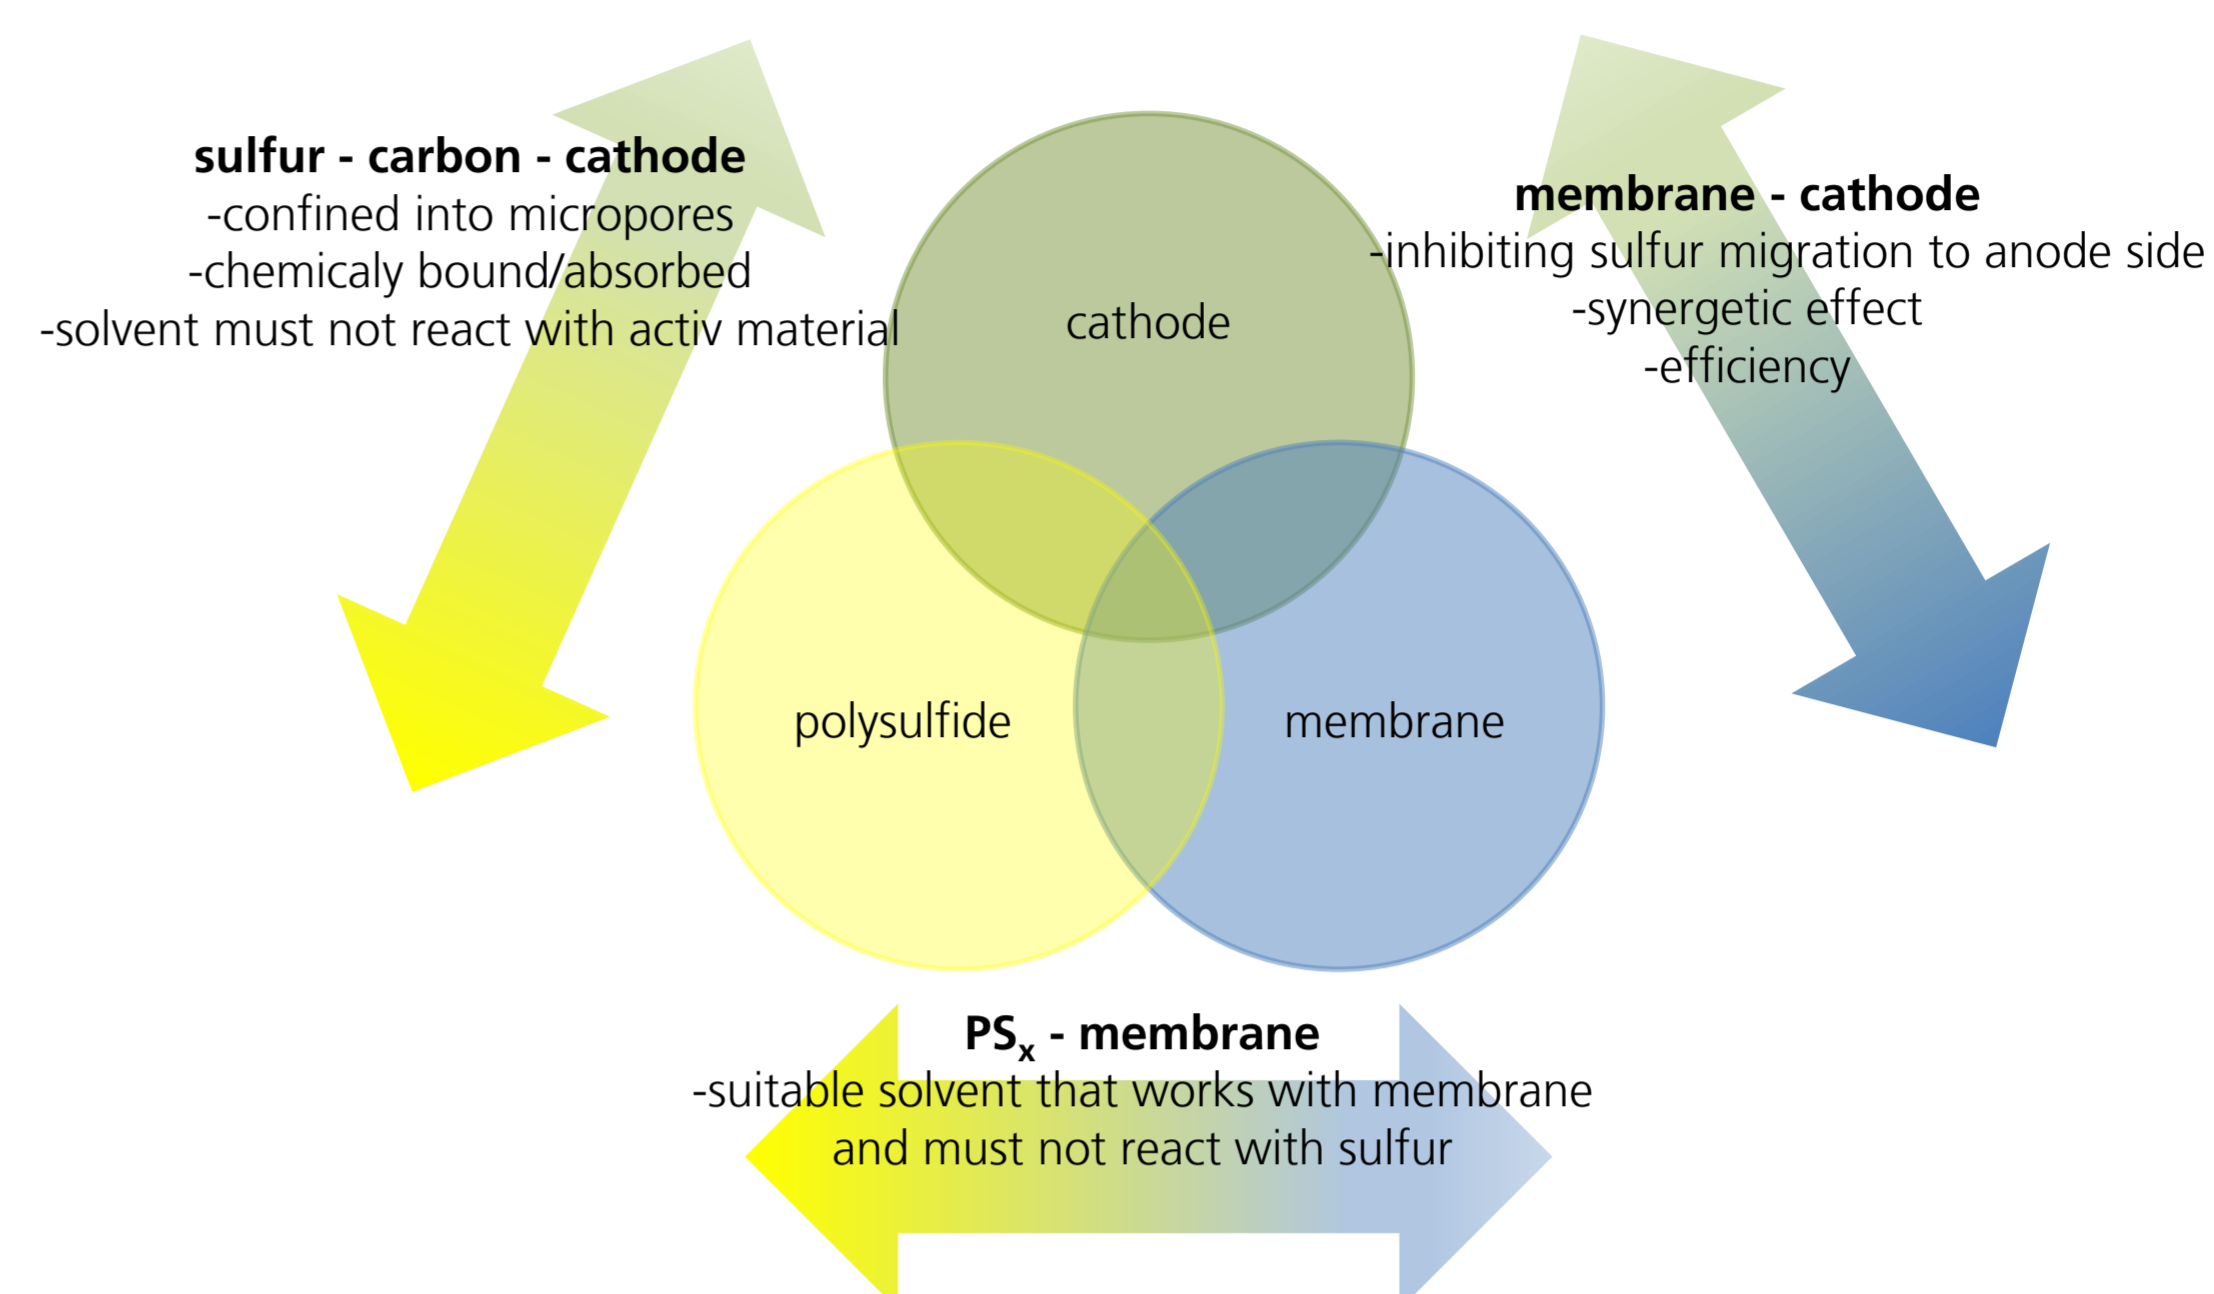 sulfur - carbon - cathode
-confined into micropores
-chemicaly bound/absorbed
-solvent must not react with activ material
membrane - cathode
-inhibiting sulfur migration to anode side
-synergetic effect
-efficiency
cathode
polysulfide
membrane
PSx - membrane
-suitable solvent that works with membrane
and must not react with sulfur